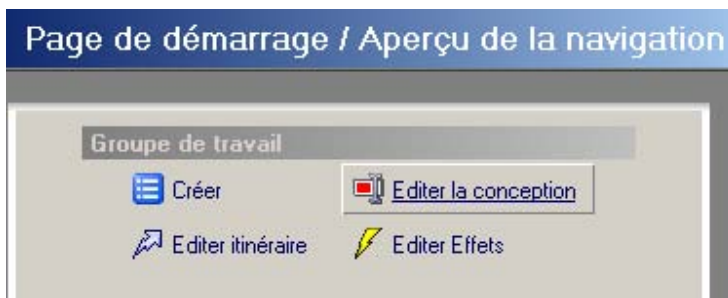 Page de démarrage / Aperçu de la navigation
Groupe de travail
Créer
Editer la conception
Editer itinéraire
Editer Effets